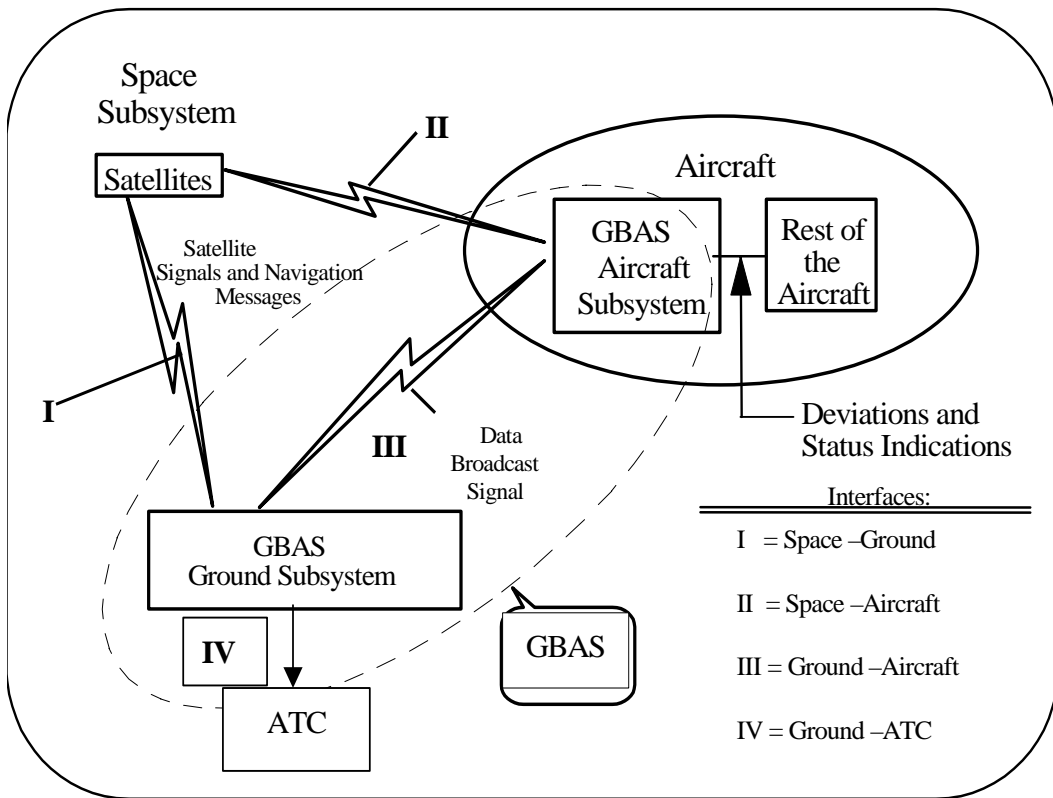 Space
Subsystem
II
Satellites
Aircraft
GBAS
Aircraft
Subsystem
Rest of
the
Aircraft
Satellite
Signals and Navigation
Messages
I
III
Data
Broadcast
Signal
Deviations and
Status Indications
GBAS
Ground Subsystem
IV
ATC
GBAS
Interfaces:
I = Space –Ground
II = Space –Aircraft
III = Ground –Aircraft
IV = Ground –ATC